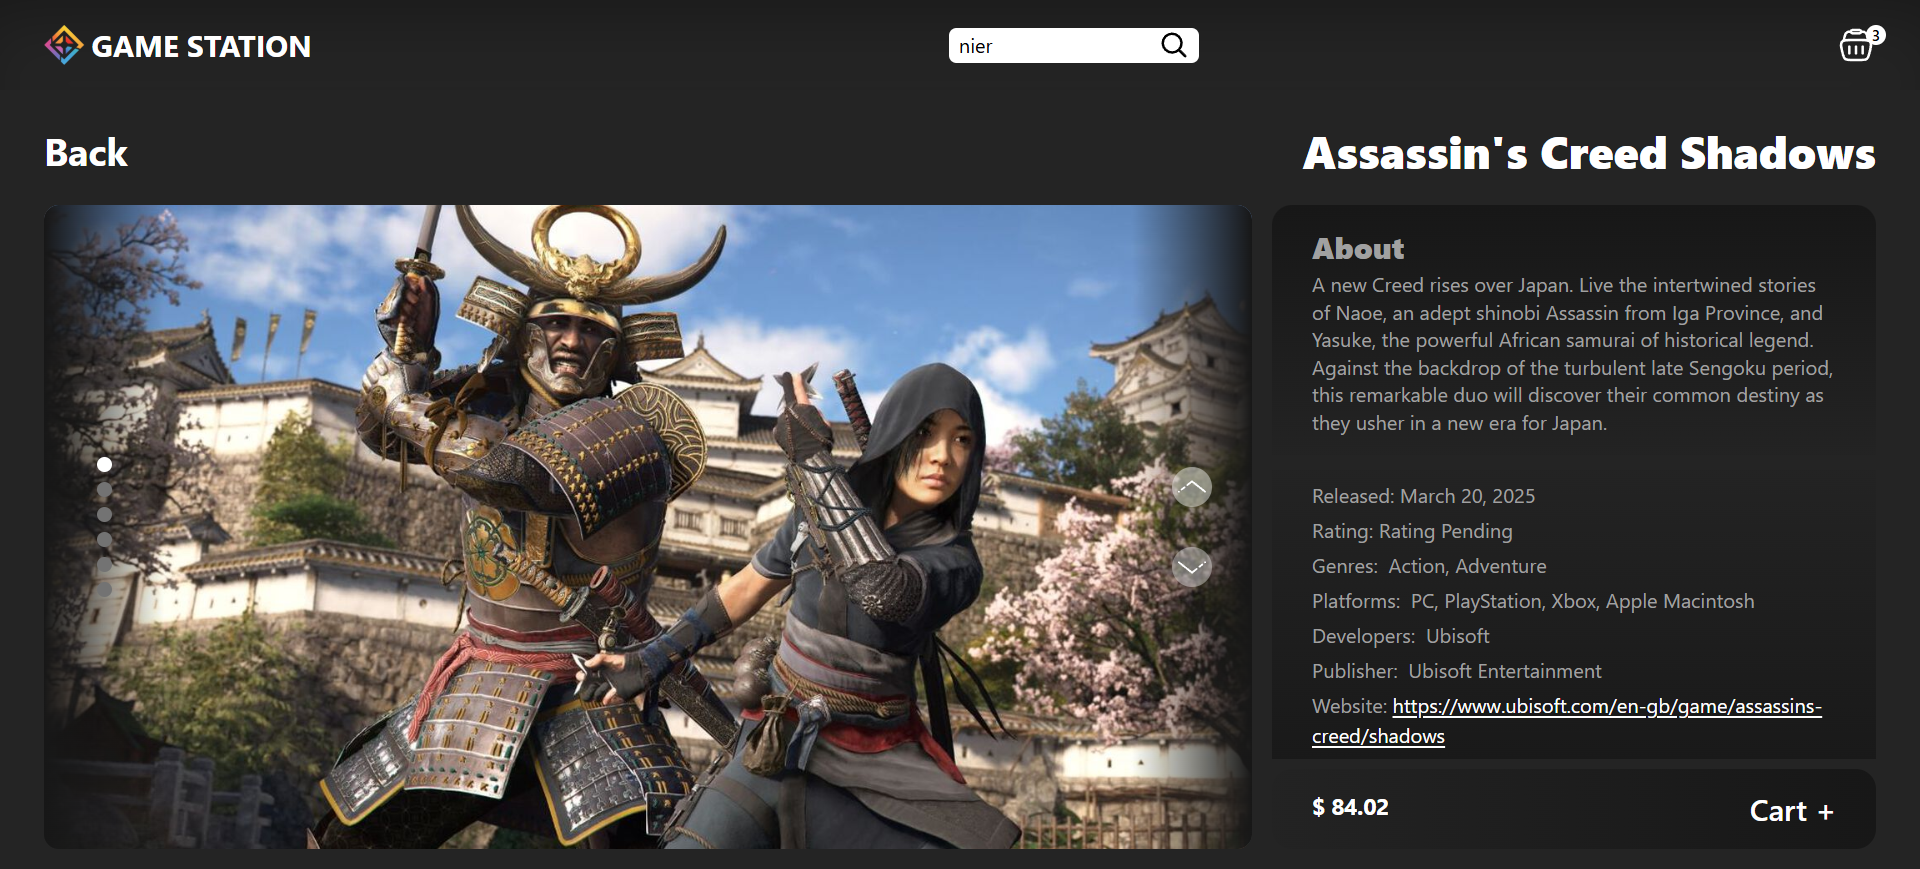 GAME STATION
nier
3
Back
Assassin's Creed Shadows
About
A new Creed rises over Japan. Live the intertwined stories
of Naoe, an adept shinobi Assassin from Iga Province, and
Yasuke, the powerful African samurai of historical legend.
Against the backdrop of the turbulent late Sengoku period,
this remarkable duo will discover their common destiny as
they usher in a new era for Japan.
Released: March 20, 2025
Rating: Rating Pending
Genres: Action, Adventure
Platforms: PC, PlayStation, Xbox, Apple Macintosh
Developers: Ubisoft
Publisher: Ubisoft Entertainment
Website: https://www.ubisoft.com/en-gb/game/assassins-
creed/shadows
$ 84.02
Cart +